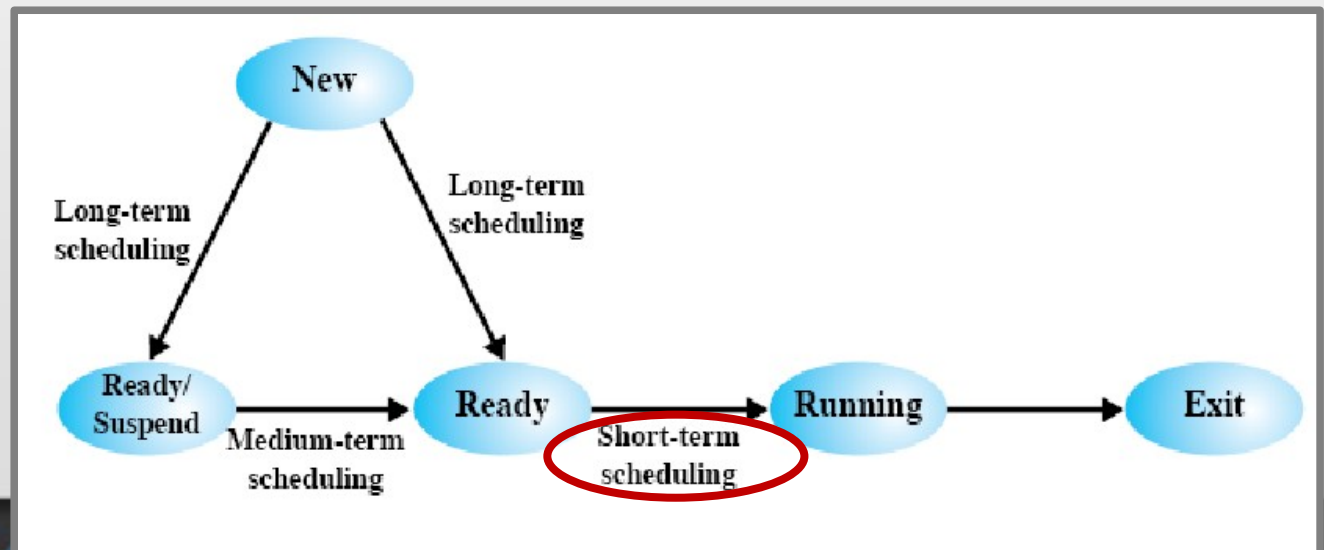 New
Long-term
scheduling
Long-term
scheduling
Ready/
Suspend
Medium-term
scheduling
Ready
Short-term
scheduling
Running
Exit